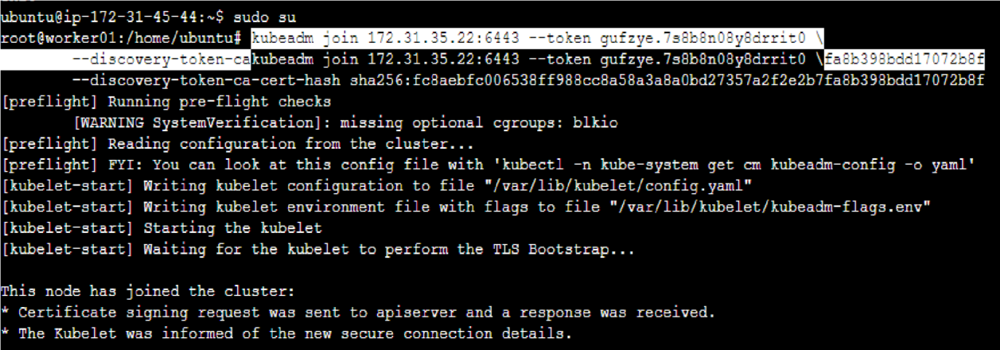 ubuntu@ip-172-31-45-44:~$ sudo su
root@worker01:/home/ubuntu# kubeadm join 172.31.35.22:6443 --token gufzye.7s8b8n08y8drrit0 \
--discovery-token-cakubeadm join 172.31.35.22:6443 --token gufzye.7s8b8n08y8drrit0 \fa8b398bdd17072b8f
--discovery-token-ca-cert-hash sha256:fc8aebfc006538ff988cc8a58a3a8a0bd27357a2f2e2b7fa8b398bdd17072b8f
[preflight] Running pre-flight checks
[WARNING SystemVerification]: missing optional cgroups: blkio
[preflight] Reading configuration from the cluster...
[preflight] FYI: You can look at this config file with 'kubectl -n kube-system get cm kubeadm-config -o yaml'
[kubelet-start] Writing kubelet configuration to file "/var/lib/kubelet/config.yaml"
[kubelet-start] Writing kubelet environment file with flags to file "/var/lib/kubelet/kubeadm-flags.env"
[kubelet-start] Starting the kubelet
[kubelet-start] Waiting for the kubelet to perform the TLS Bootstrap...
This node has joined the cluster:
* Certificate signing request was sent to apiserver and a response was received.
* The Kubelet was informed of the new secure connection details.